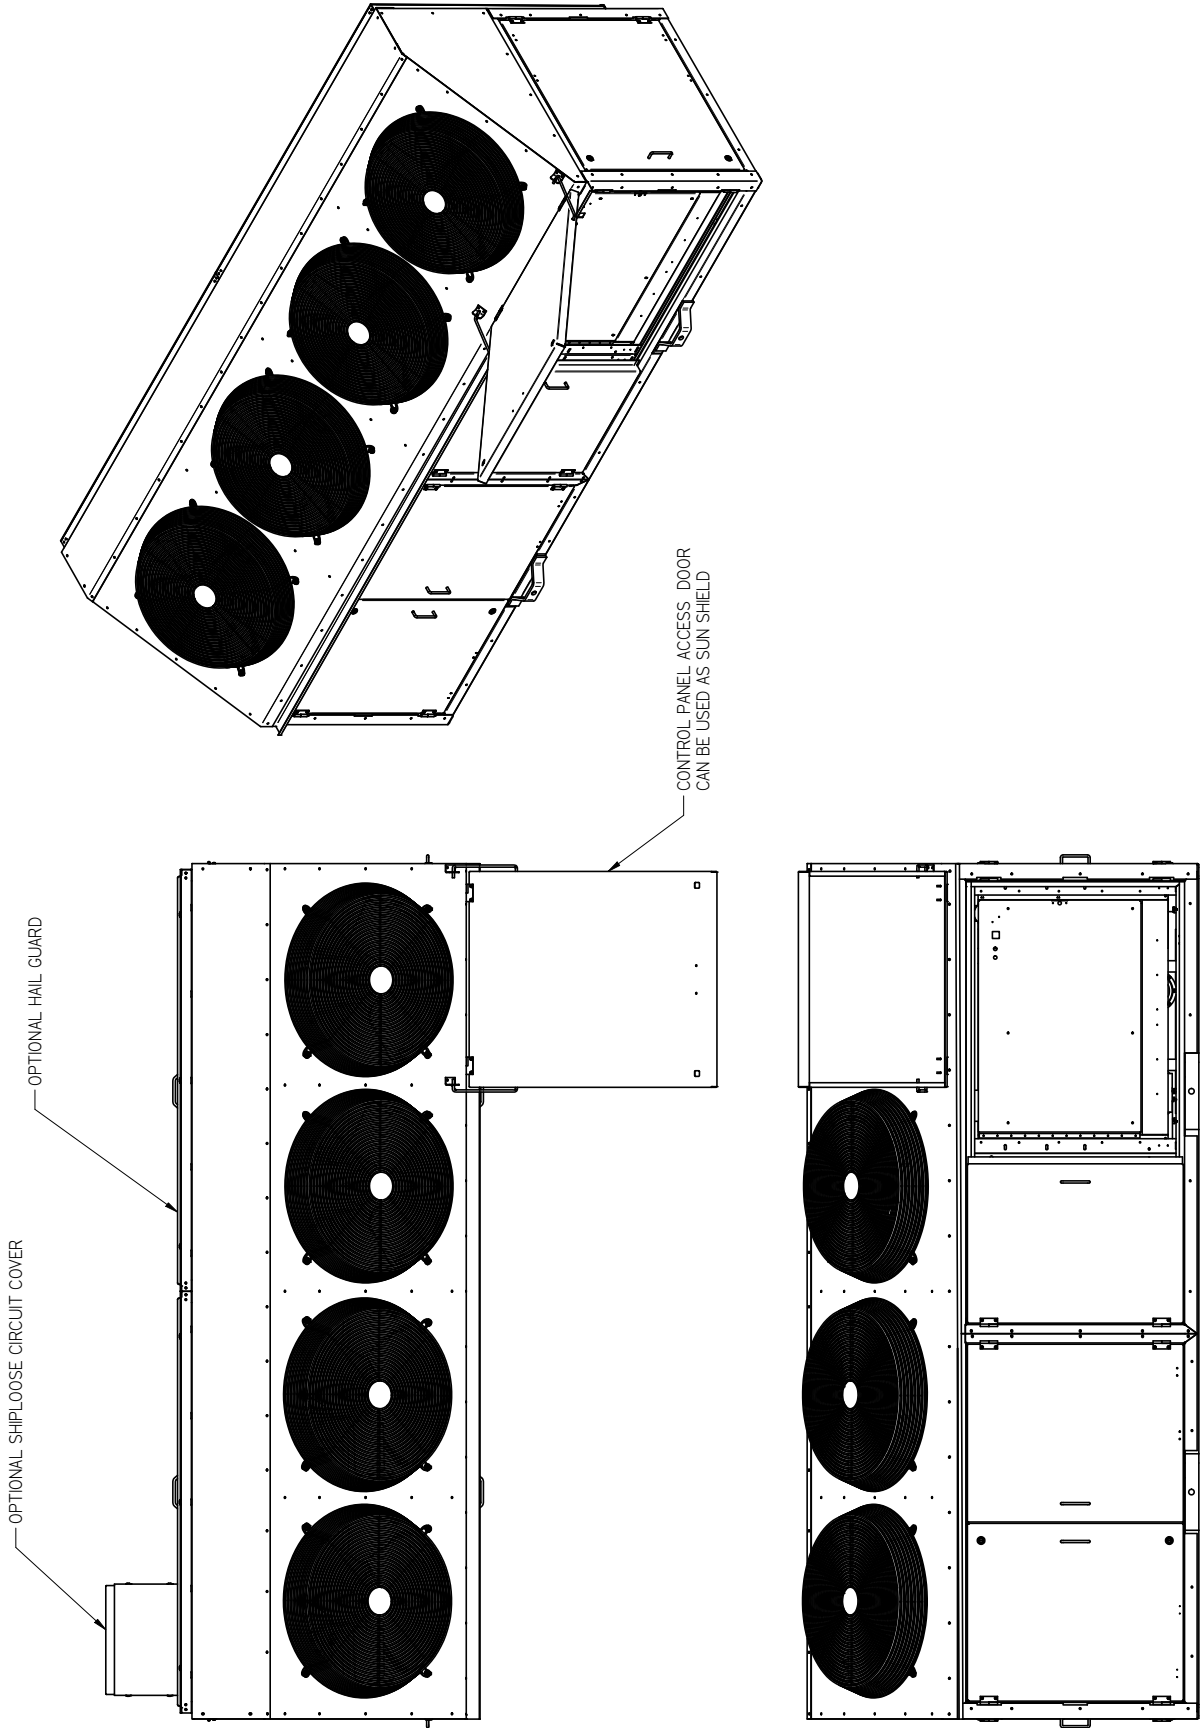 OPTIONAL SHIPLOOSE CIRCUIT COVER
OPTIONAL HAIL GUARD
CONTROL PANEL ACCESS DOOR
CAN BE USED AS SUN SHIELD